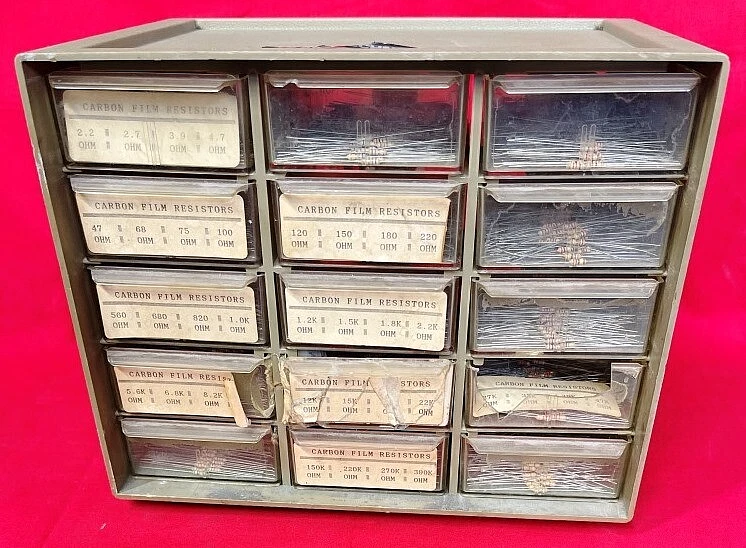 CARBON FILM RESISTORS
2.2 2.7 3.9 4.7
OHM OHM OHM OHM
CARBON FILM RESISTORS
47 68 75 100
OHM OHM OHM OHM
CARBON FILM RESISTORS
120 150 180 220
OHM OHM OHM OHM
CARBON FILM RESISTORS
560 680 820 1.0K
OHM OHM OHM OHM
CARBON FILM RESISTORS
1.2K 1.5K 1.8K 2.2K
OHM OHM OHM OHM
CARBON FILM RESIS
5.6K 6.8K 8.2K
OHM OHM OHM
CARBON FILM STORS
12K 15K 22K
OHM OHM OHM
CARBON FILM RESISTORS
CARBON FILM RESISTORS
150K 220K 270K 390K
OHM OHM OHM OHM